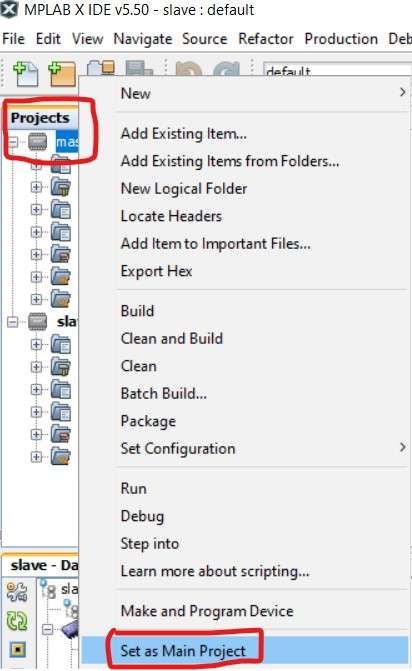 MPLAB X IDE v5.50 - slave : default
File Edit View Navigate Source Refactor Production Deb
default
Projects
mas
sla
New
Add Existing Item...
Add Existing Items from Folders...
New Logical Folder
Locate Headers
Add Item to Important Files...
Export Hex
Build
Clean and Build
Clean
Batch Build...
Package
Set Configuration
Run
Debug
Step into
Learn more about scripting...
Make and Program Device
Set as Main Project
slave - Da
sla